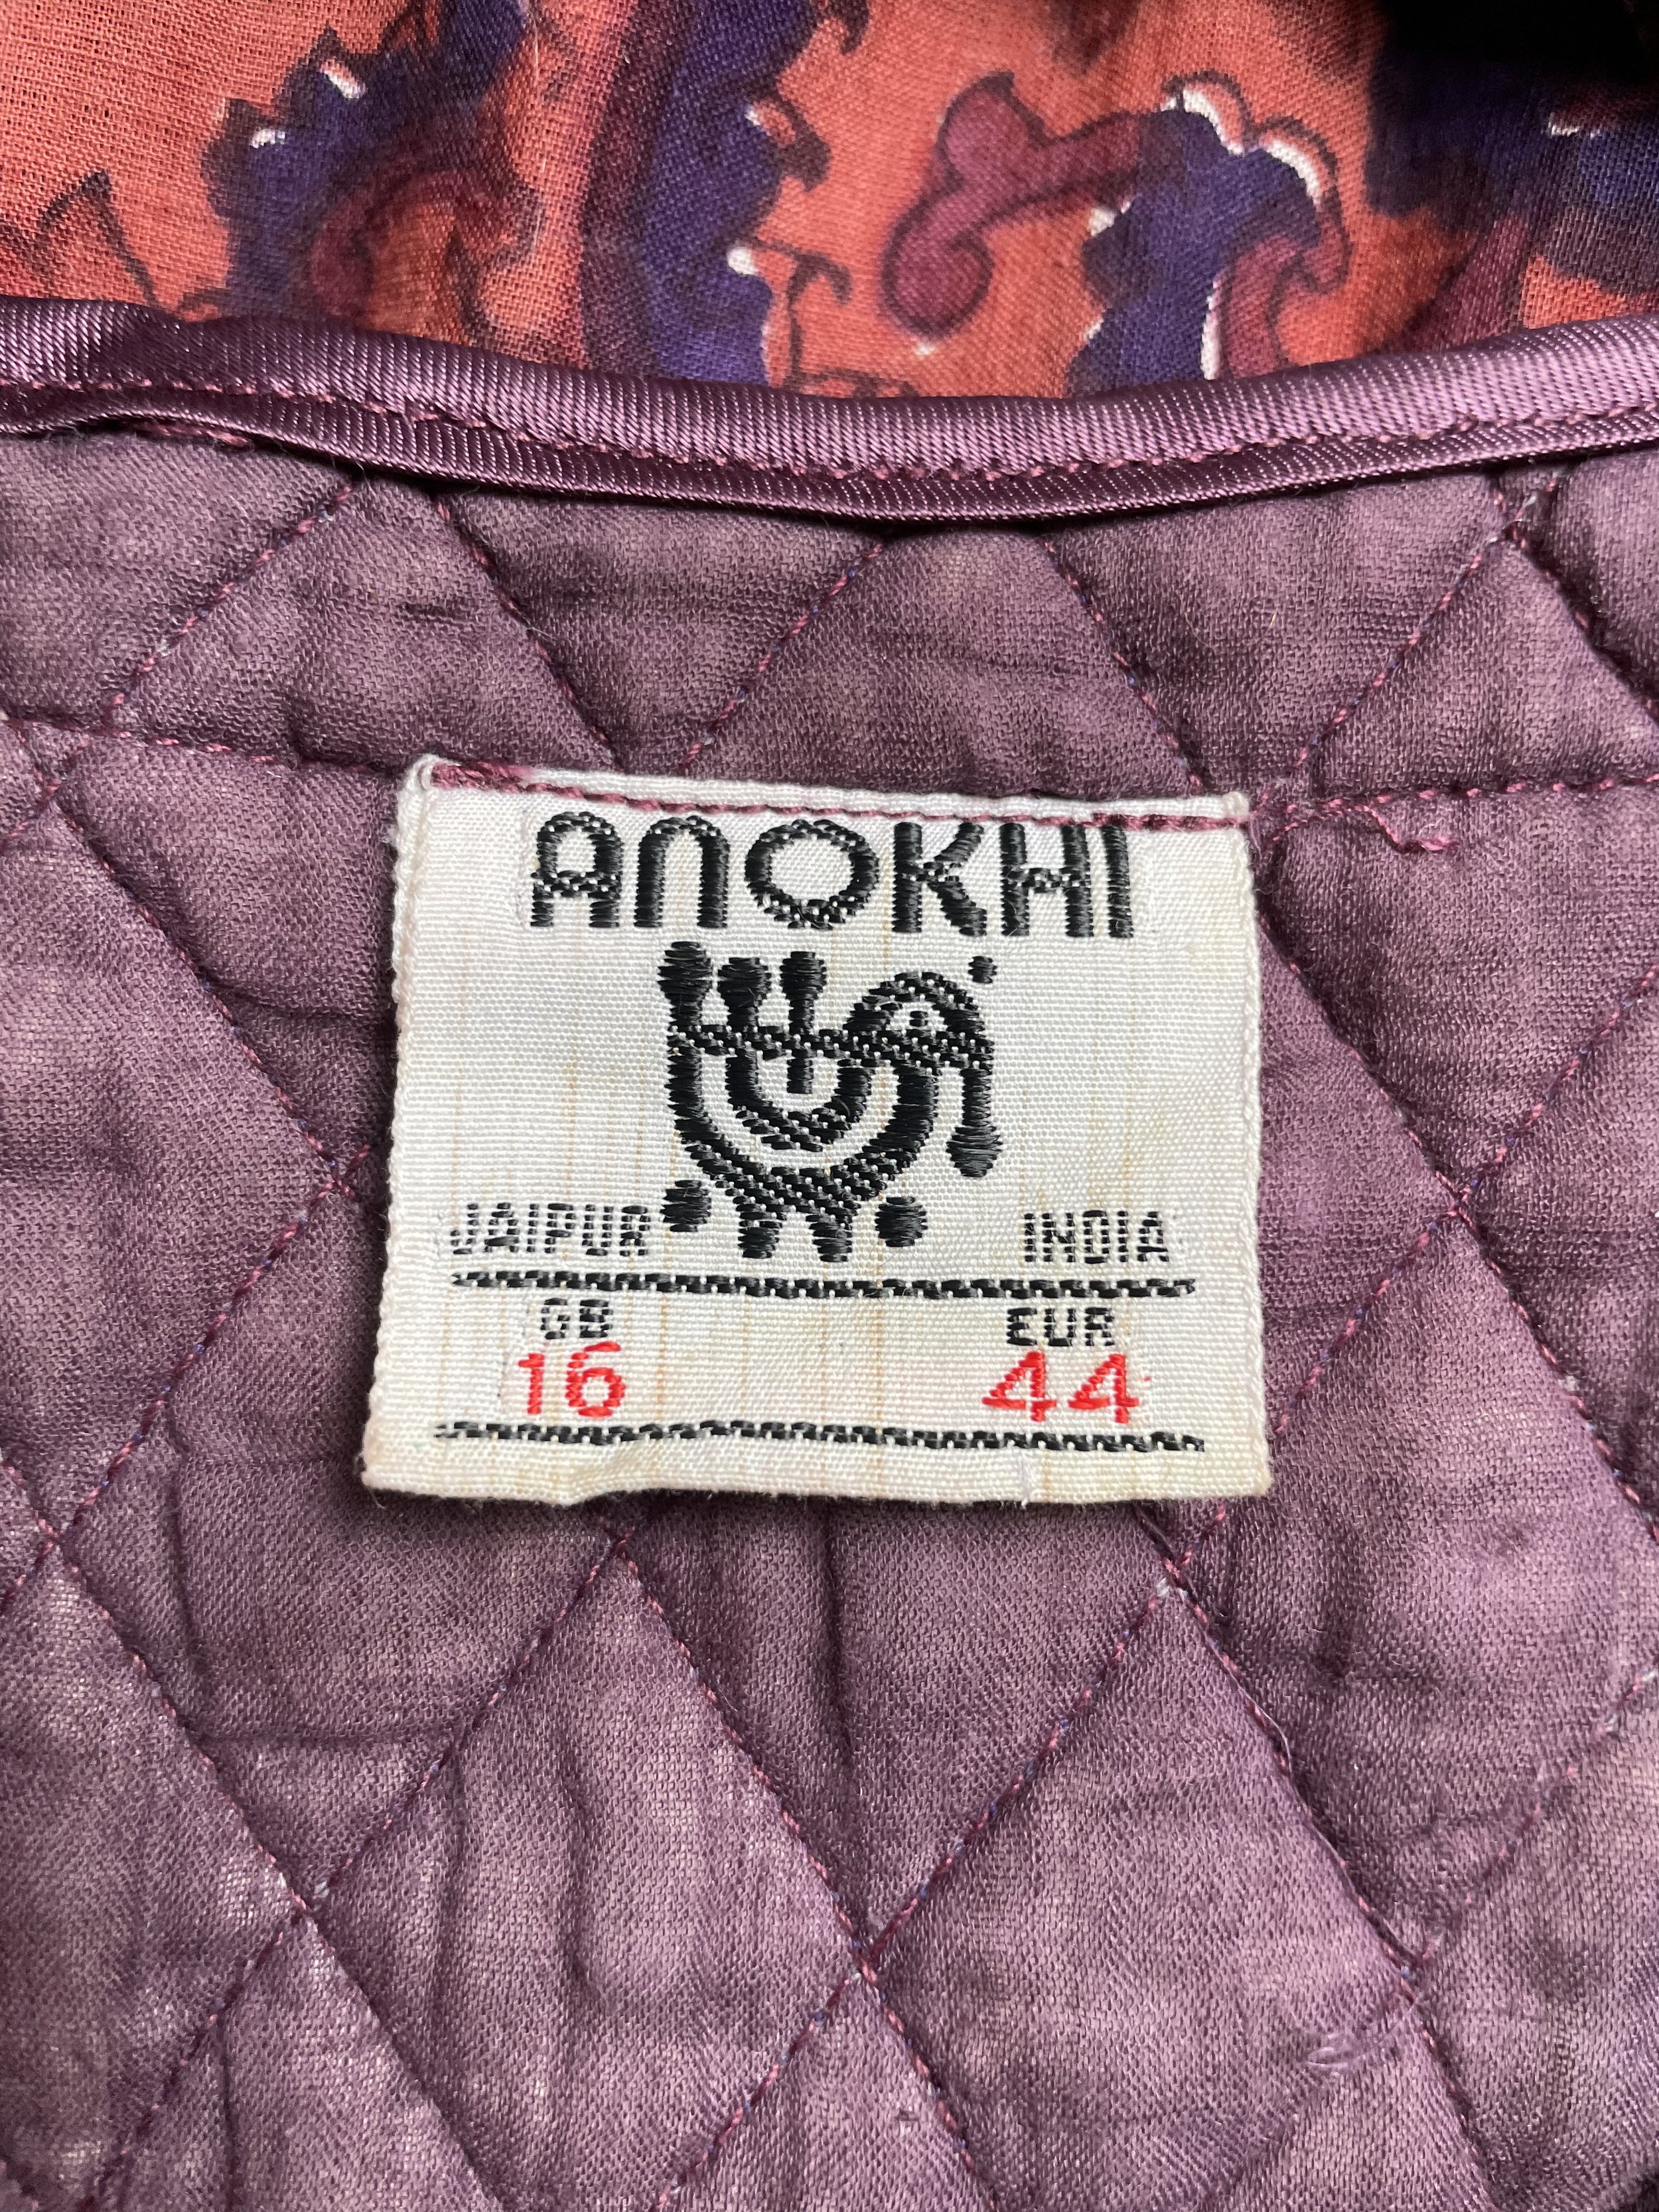 ANOKHI
JAIPUR INDIA
GB EUR
16 44